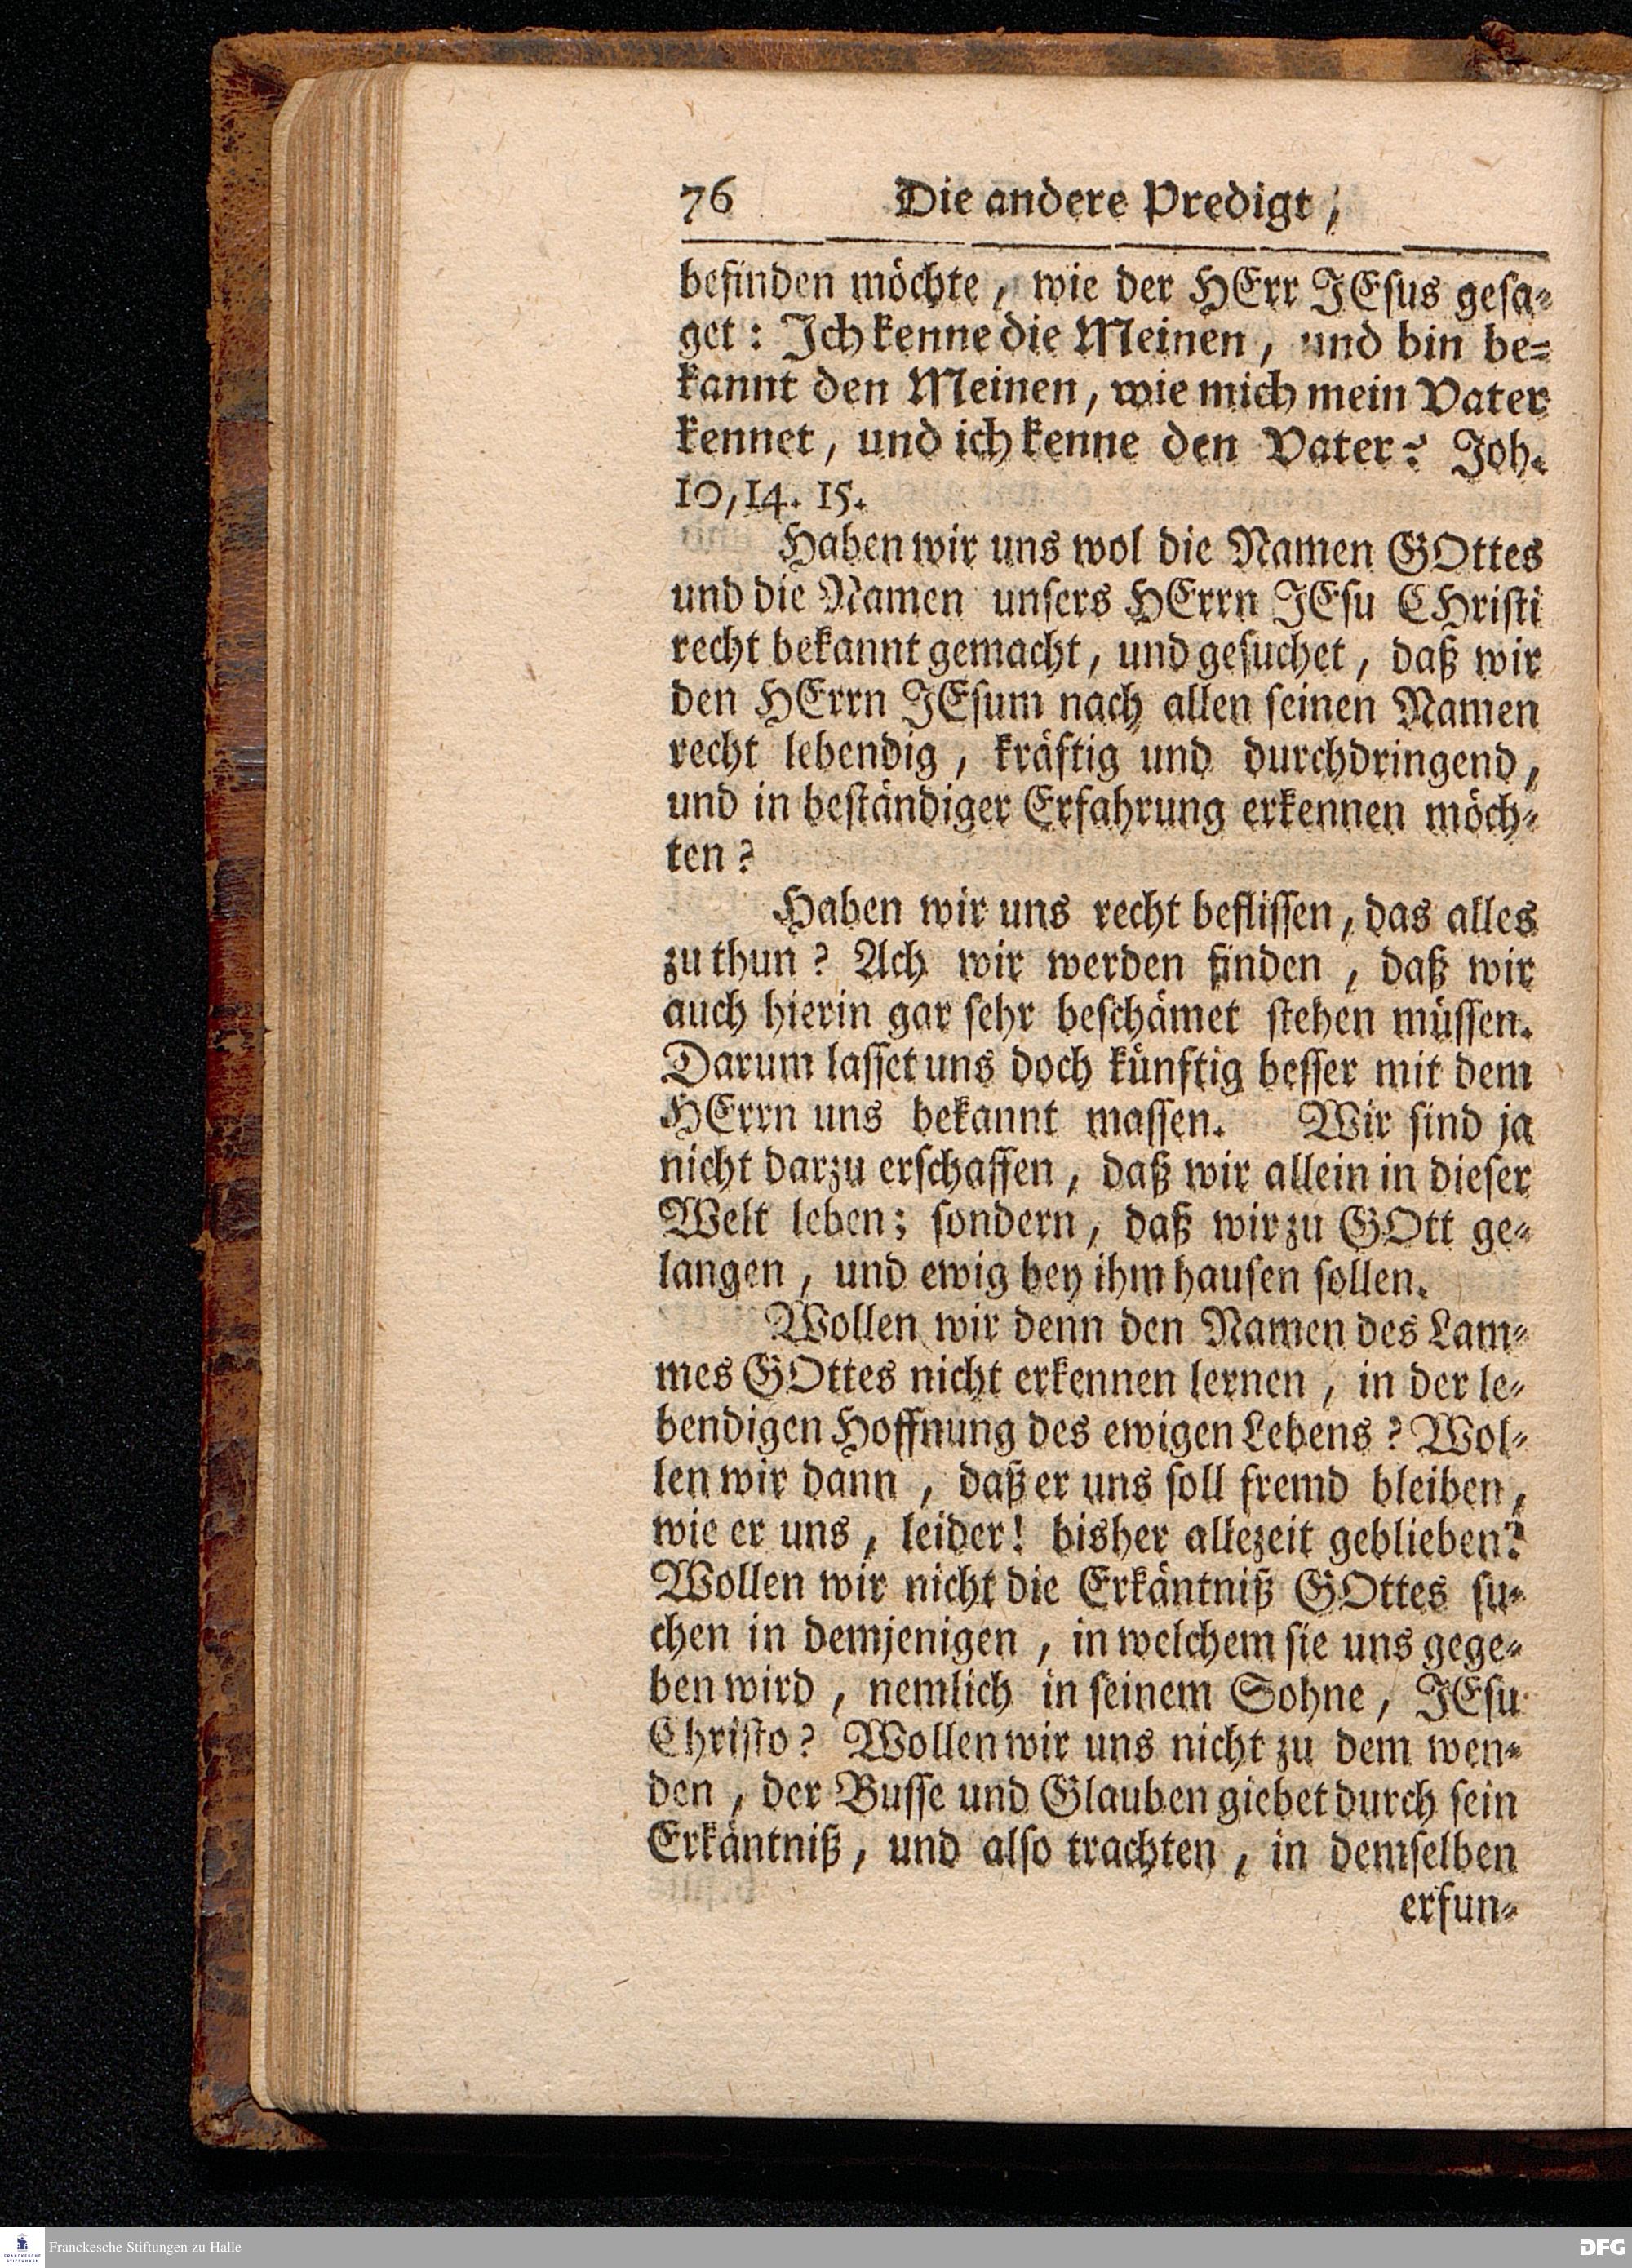 76 Die andere Predigt,
befinden möchte, wie der HErr JEsus gesa-
get: Ich kenne die Meinen, und bin be-
kannt den Meinen, wie mich mein Vater
kennet, und ich kenne den Vater? Joh.
10, 14. 15.
Haben wir uns wol die Namen GOttes
und die Namen unsers HErrn JEsu CHristi
recht bekannt gemacht, und gesuchet, daß wir
den HErrn JEsum nach allen seinen Namen
recht lebendig, kräftig und durchdringend,
und in beständiger Erfahrung erkennen möch-
ten?
Haben wir uns recht beflissen, das alles
zu thun? Ach wir werden finden, daß wir
auch hierin gar sehr beschämet stehen müssen.
Darum lasset uns doch künftig besser mit dem
HErrn uns bekannt massen. Wir sind ja
nicht darzu erschaffen, daß wir allein in dieser
Welt leben; sondern, daß wir zu GOtt ge-
langen, und ewig bey ihm hausen sollen.
Wollen wir denn den Namen des Lam-
mes GOttes nicht erkennen lernen, in der le-
bendigen Hoffnung des ewigen Lebens? Wol-
len wir dann, daß er uns soll fremd bleiben,
wie er uns, leider! bisher allezeit geblieben?
Wollen wir nicht die Erkäntniß GOttes su-
chen in demjenigen, in welchem sie uns gege-
ben wird, nemlich in seinem Sohne, JEsu
Christo? Wollen wir uns nicht zu dem wen-
den, der Busse und Glauben giebet durch sein
Erkäntniß, und also trachten, in demselben
erfun-
FRANCKESCHE STIFTUNGEN
Franckesche Stiftungen zu Halle
DFG